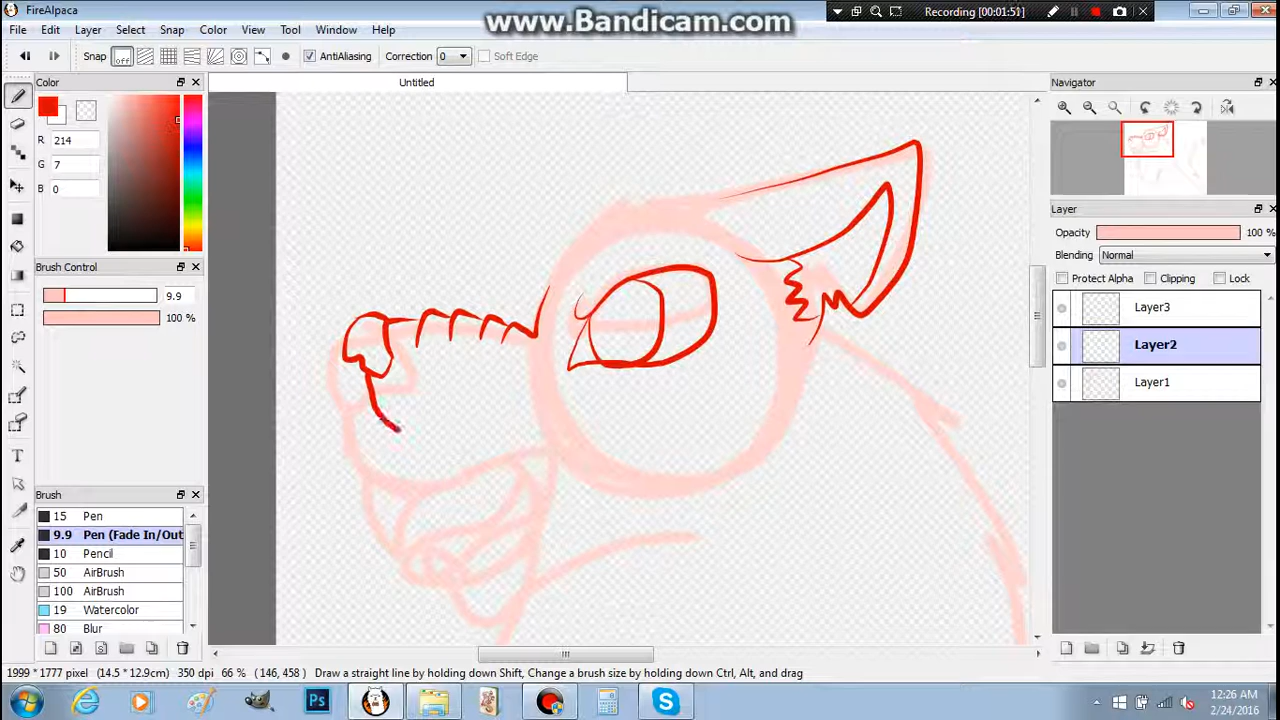 FireAlpaca
www.Bandicam.com
Recording [00:01:51]
File Edit Layer Select Snap Color View Tool Window Help
Snap off AntiAliasing Correction 0 Soft Edge
Color
Untitled
Navigator
R 214
G 7
B 0
Layer
Opacity 100 %
Blending Normal
Protect Alpha Clipping Lock
Brush Control
9.9
100 %
Layer3
Layer2
Layer1
Brush
15 Pen
9.9 Pen (Fade In/Out
10 Pencil
50 AirBrush
100 AirBrush
19 Watercolor
80 Blur
1999 * 1777 pixel (14.5 * 12.9cm) 350 dpi 66 % (146, 458) Draw a straight line by holding down Shift, Change a brush size by holding down Ctrl, Alt, and drag
Ps
12:26 AM
2/24/2016